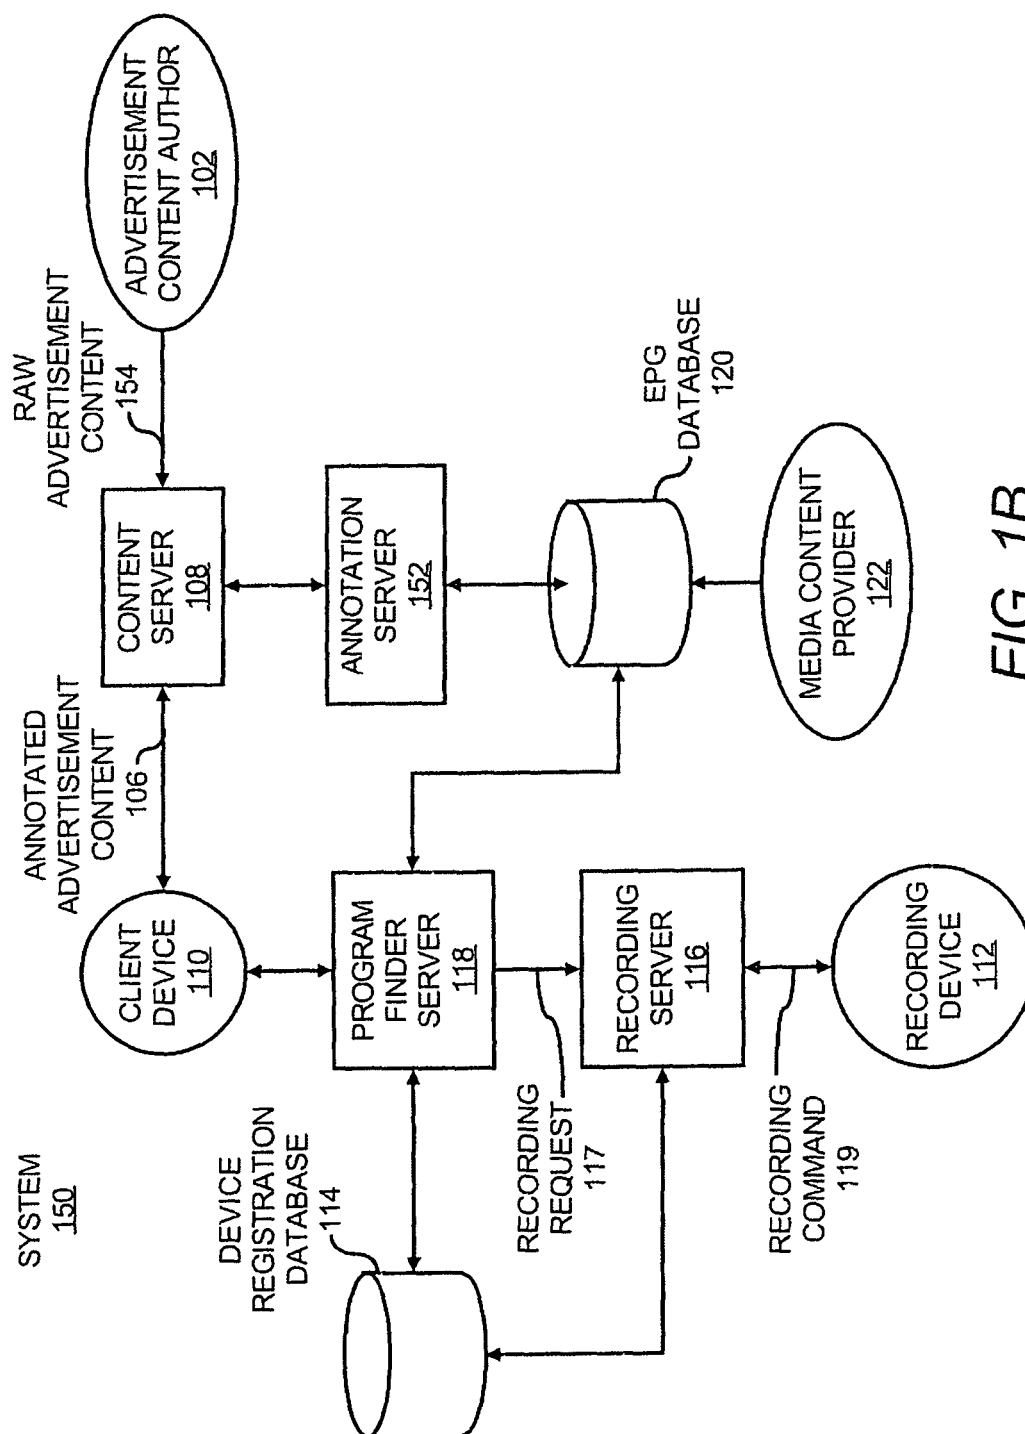 SYSTEM
150
ANNOTATED
ADVERTISEMENT
CONTENT
106
RAW
ADVERTISEMENT
CONTENT
154
CLIENT
DEVICE
110
CONTENT
SERVER
108
ADVERTISEMENT
CONTENT AUTHOR
102
DEVICE
REGISTRATION
DATABASE
114
PROGRAM
FINDER
SERVER
118
ANNOTATION
SERVER
152
RECORDING
REQUEST
117
RECORDING
SERVER
116
EPG
DATABASE
120
RECORDING
COMMAND
119
RECORDING
DEVICE
112
MEDIA CONTENT
PROVIDER
122
FIG. 1B